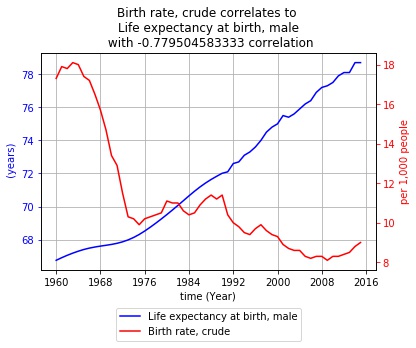 Birth rate, crude correlates to
Life expectancy at birth, male
with -0.779504583333 correlation
78
76
74
72
70
68
(years)
18
16
14
12
10
8
per 1,000 people
1960 1968 1976 1984 1992 2000 2008 2016
time (Year)
Life expectancy at birth, male
Birth rate, crude